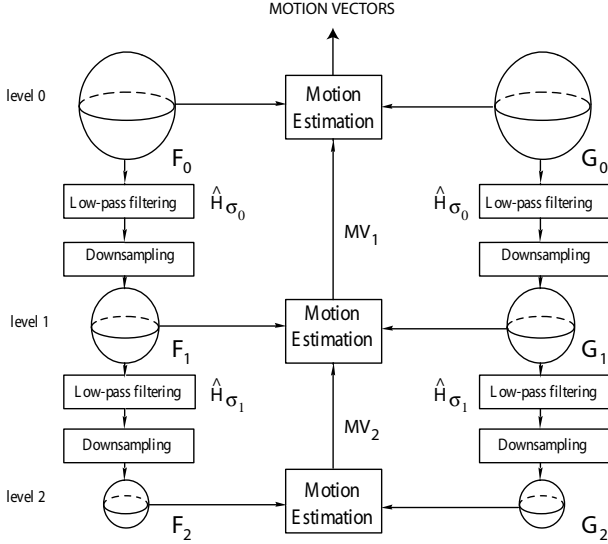 MOTION VECTORS
level 0
Motion
Estimation
F0
G0
Low-pass filtering
Ĥσ0
Ĥσ0
Low-pass filtering
Downsampling
MV1
Downsampling
level 1
Motion
Estimation
F1
G1
Low-pass filtering
Ĥσ1
Ĥσ1
Low-pass filtering
Downsampling
MV2
Downsampling
level 2
Motion
Estimation
F2
G2